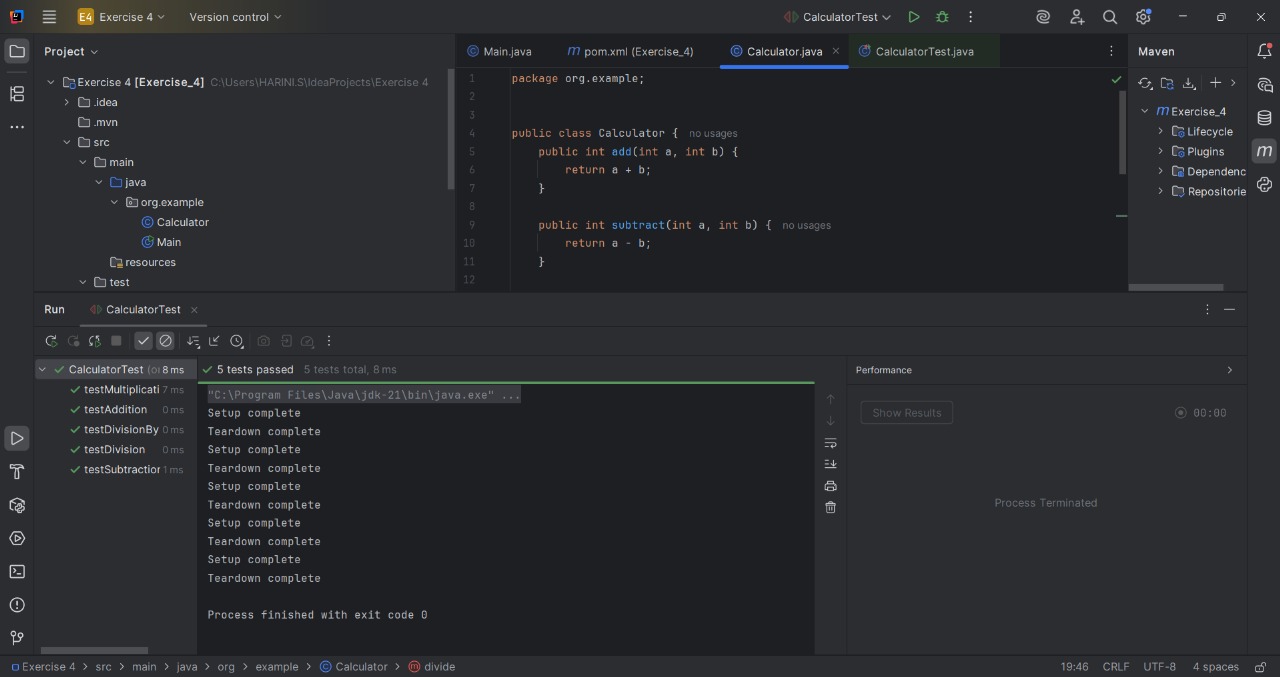 E4 Exercise 4 Version control CalculatorTest
Project
Exercise 4 [Exercise_4] C:\Users\HARINI.S\IdeaProjects\Exercise 4
.idea
.mvn
src
main
java
org.example
Calculator
Main
resources
test
Main.java m pom.xml (Exercise_4) Calculator.java CalculatorTest.java
1 package org.example;
2
3
4 public class Calculator { no usages
5 public int add(int a, int b) {
6 return a + b;
7 }
8
9 public int subtract(int a, int b) { no usages
10 return a - b;
11 }
12
Maven
m Exercise_4
Lifecycle
Plugins
Dependenc
Repositorie
m
Run CalculatorTest
CalculatorTest (or 8 ms
testMultiplicati 7 ms
testAddition 0 ms
testDivisionBy 0 ms
testDivision 0 ms
testSubtraction 1 ms
5 tests passed 5 tests total, 8 ms
"C:\Program Files\Java\jdk-21\bin\java.exe" ...
Setup complete
Teardown complete
Setup complete
Teardown complete
Setup complete
Teardown complete
Setup complete
Teardown complete
Setup complete
Teardown complete
Process finished with exit code 0
Performance
Show Results 00:00
Process Terminated
Exercise 4 > src > main > java > org > example > Calculator > divide
19:46 CRLF UTF-8 4 spaces